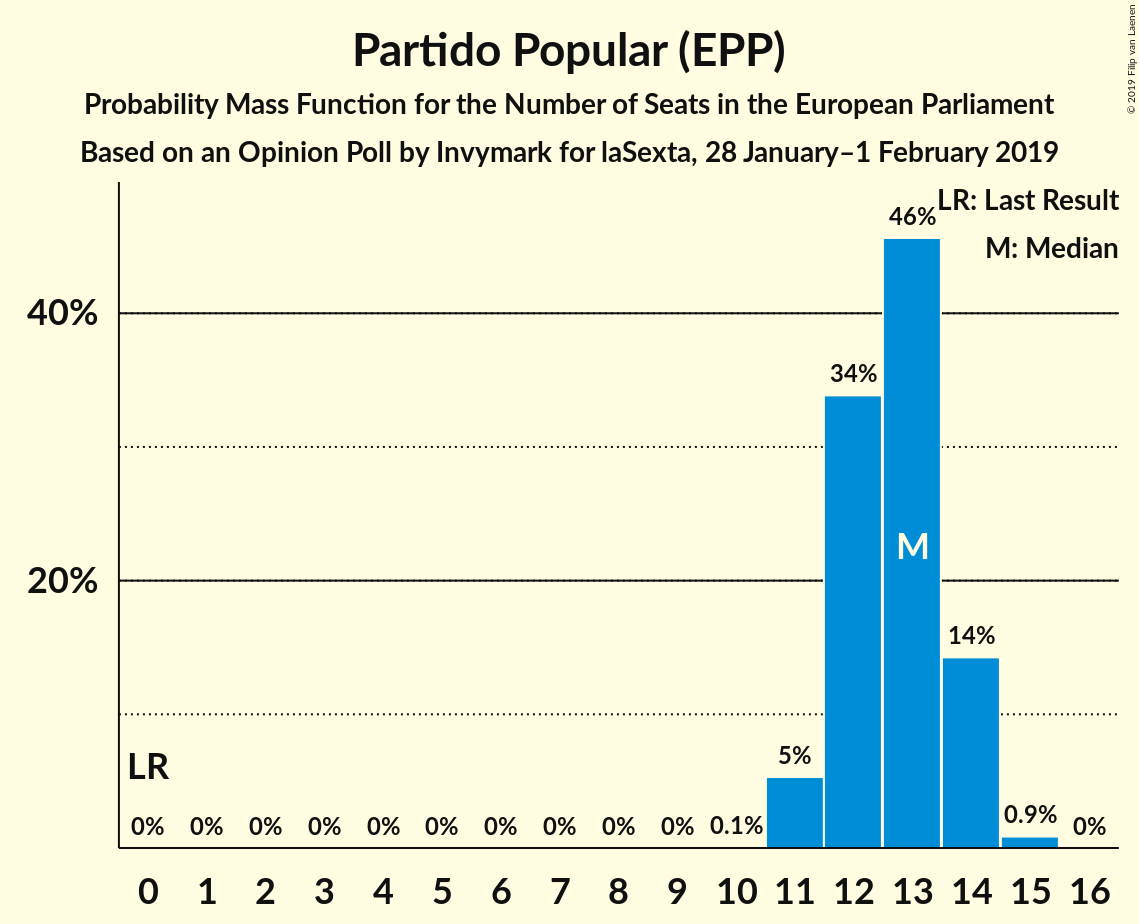 Partido Popular (EPP)
Probability Mass Function for the Number of Seats in the European Parliament
Based on an Opinion Poll by Invymark for laSexta, 28 January–1 February 2019
© 2019 Filip van Laenen
LR: Last Result
M: Median
46%
40%
34%
M
20%
14%
LR
5%
0% 0% 0% 0% 0% 0% 0% 0% 0% 0% 0.1% 0.9% 0%
0 1 2 3 4 5 6 7 8 9 10 11 12 13 14 15 16